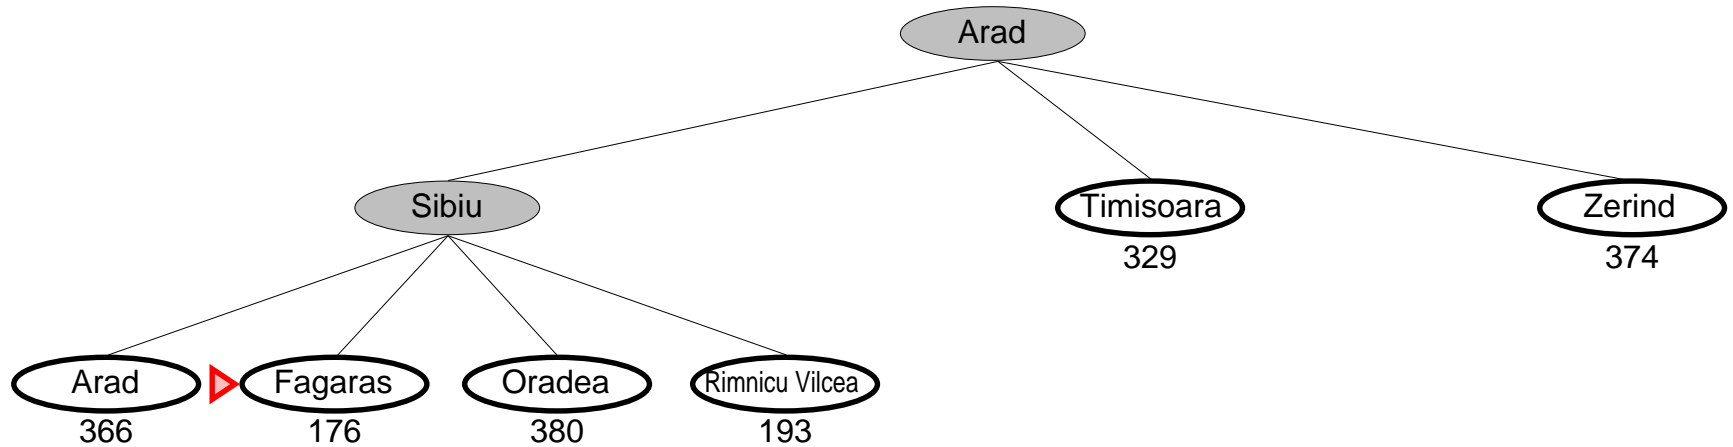 Arad
Sibiu
Timisoara
Zerind
329
374
Arad
Fagaras
Oradea
Rimnicu Vilcea
366
176
380
193